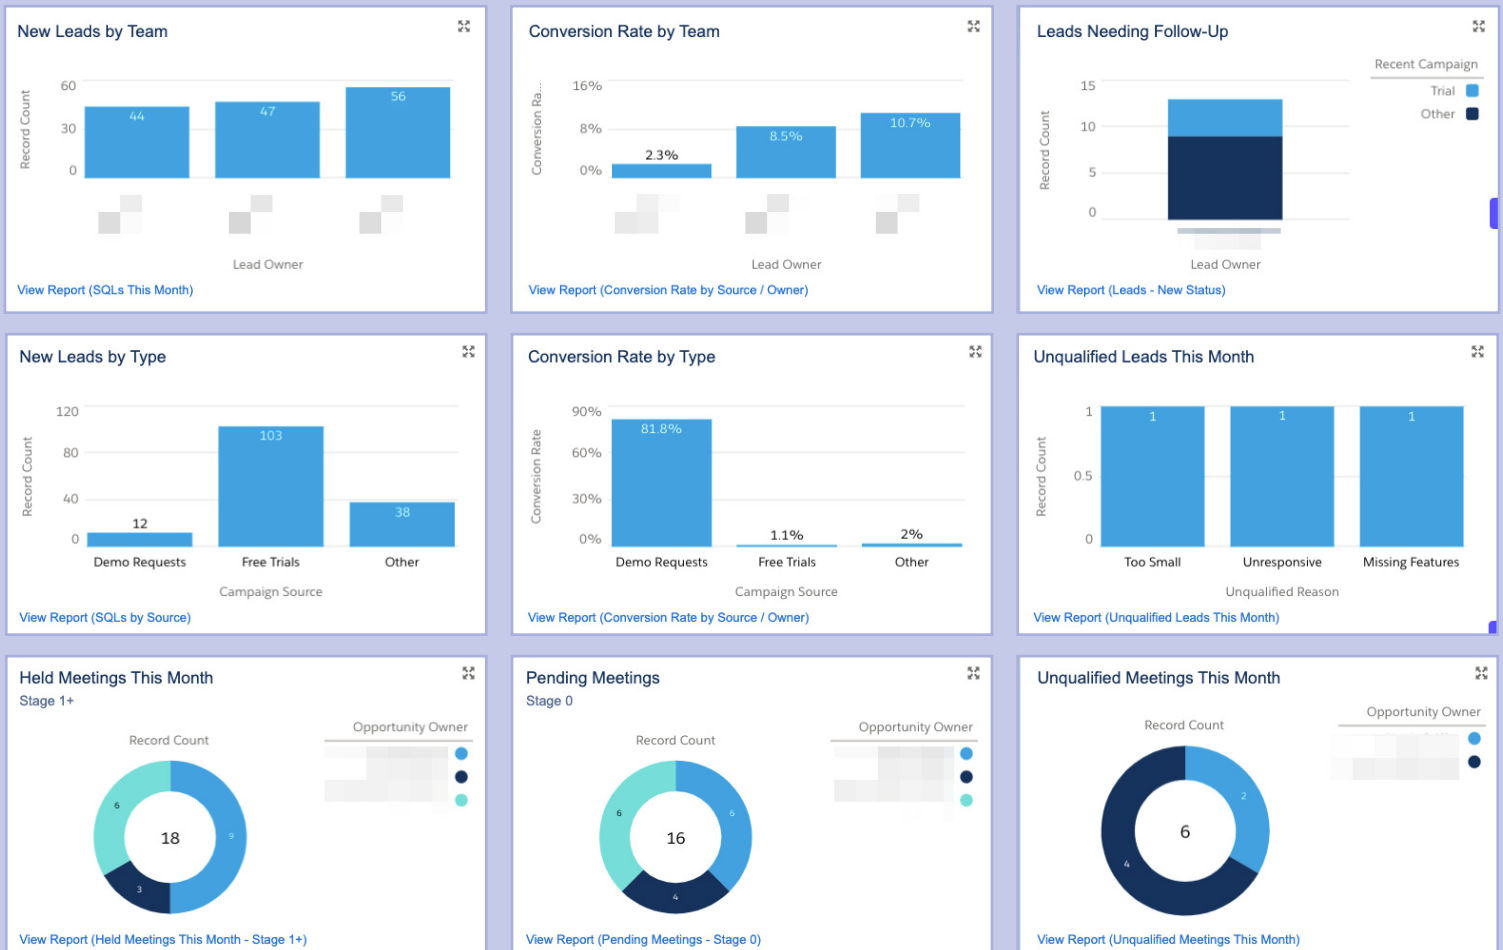 New Leads by Team
Record Count
60
30
0
44
47
56
Lead Owner
View Report (SQLs This Month)
Conversion Rate by Team
Conversion Ra...
16%
8%
0%
2.3%
8.5%
10.7%
Lead Owner
View Report (Conversion Rate by Source / Owner)
Leads Needing Follow-Up
Recent Campaign
Trial
Other
Record Count
15
10
5
0
Lead Owner
View Report (Leads - New Status)
New Leads by Type
Record Count
120
80
40
0
12
103
38
Demo Requests
Free Trials
Other
Campaign Source
View Report (SQLs by Source)
Conversion Rate by Type
Conversion Rate
90%
60%
30%
0%
81.8%
1.1%
2%
Demo Requests
Free Trials
Other
Campaign Source
View Report (Conversion Rate by Source / Owner)
Unqualified Leads This Month
Record Count
1
0.5
0
1
1
1
Too Small
Unresponsive
Missing Features
Unqualified Reason
View Report (Unqualified Leads This Month)
Held Meetings This Month
Stage 1+
Opportunity Owner
Record Count
6
9
3
18
View Report (Held Meetings This Month - Stage 1+)
Pending Meetings
Stage 0
Opportunity Owner
Record Count
6
6
4
16
View Report (Pending Meetings - Stage 0)
Unqualified Meetings This Month
Opportunity Owner
Record Count
2
4
6
View Report (Unqualified Meetings This Month)